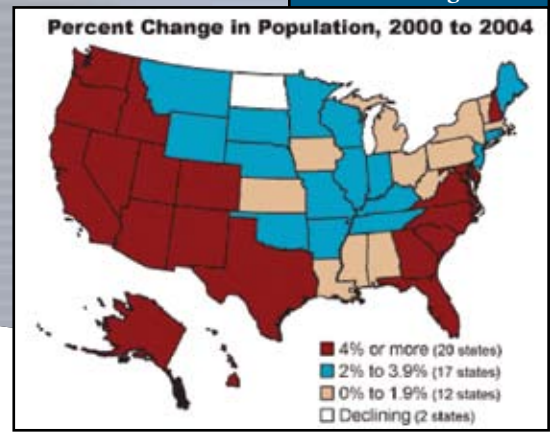 Percent Change in Population, 2000 to 2004
4% or more (20 states)
2% to 3.9% (17 states)
0% to 1.9% (12 states)
Declining (2 states)